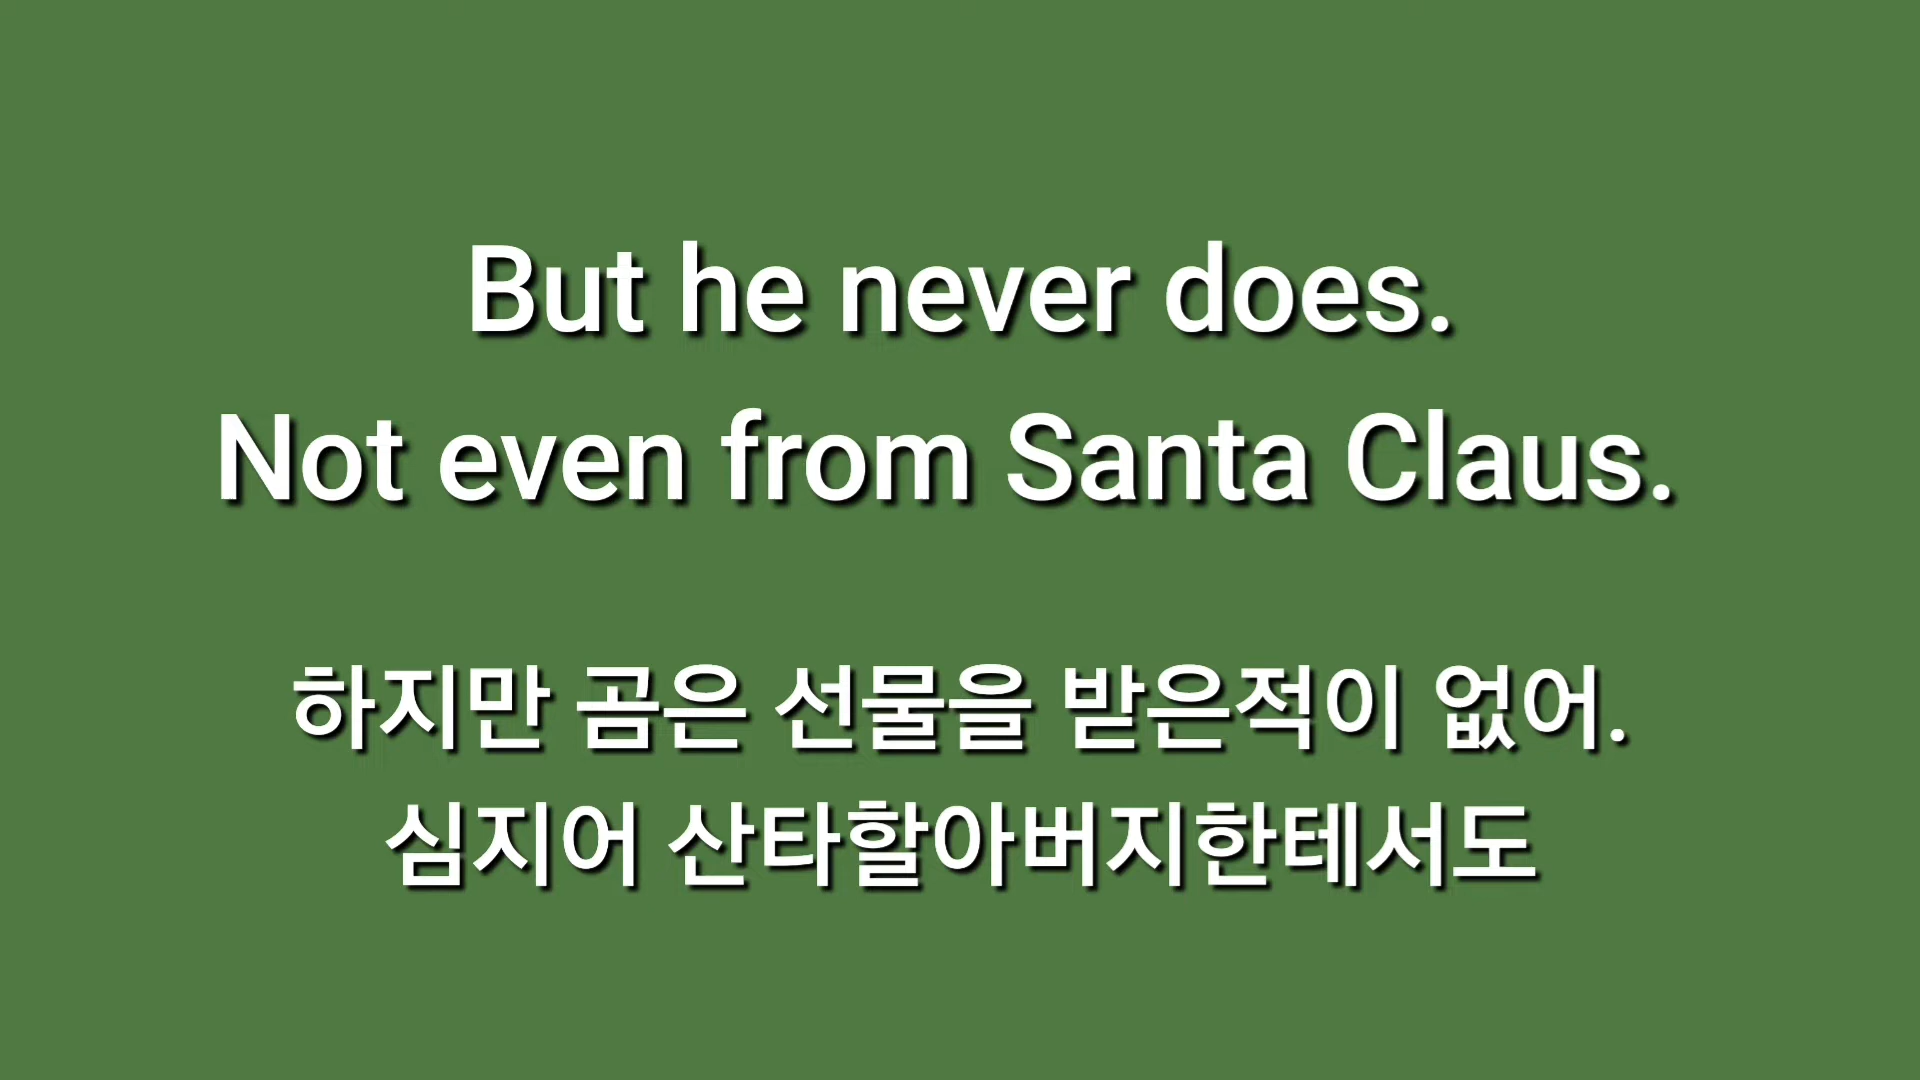 But he never does.
Not even from Santa Claus.
하지만 곰은 선물을 받은적이 없어.
심지어 산타할아버지한테서도